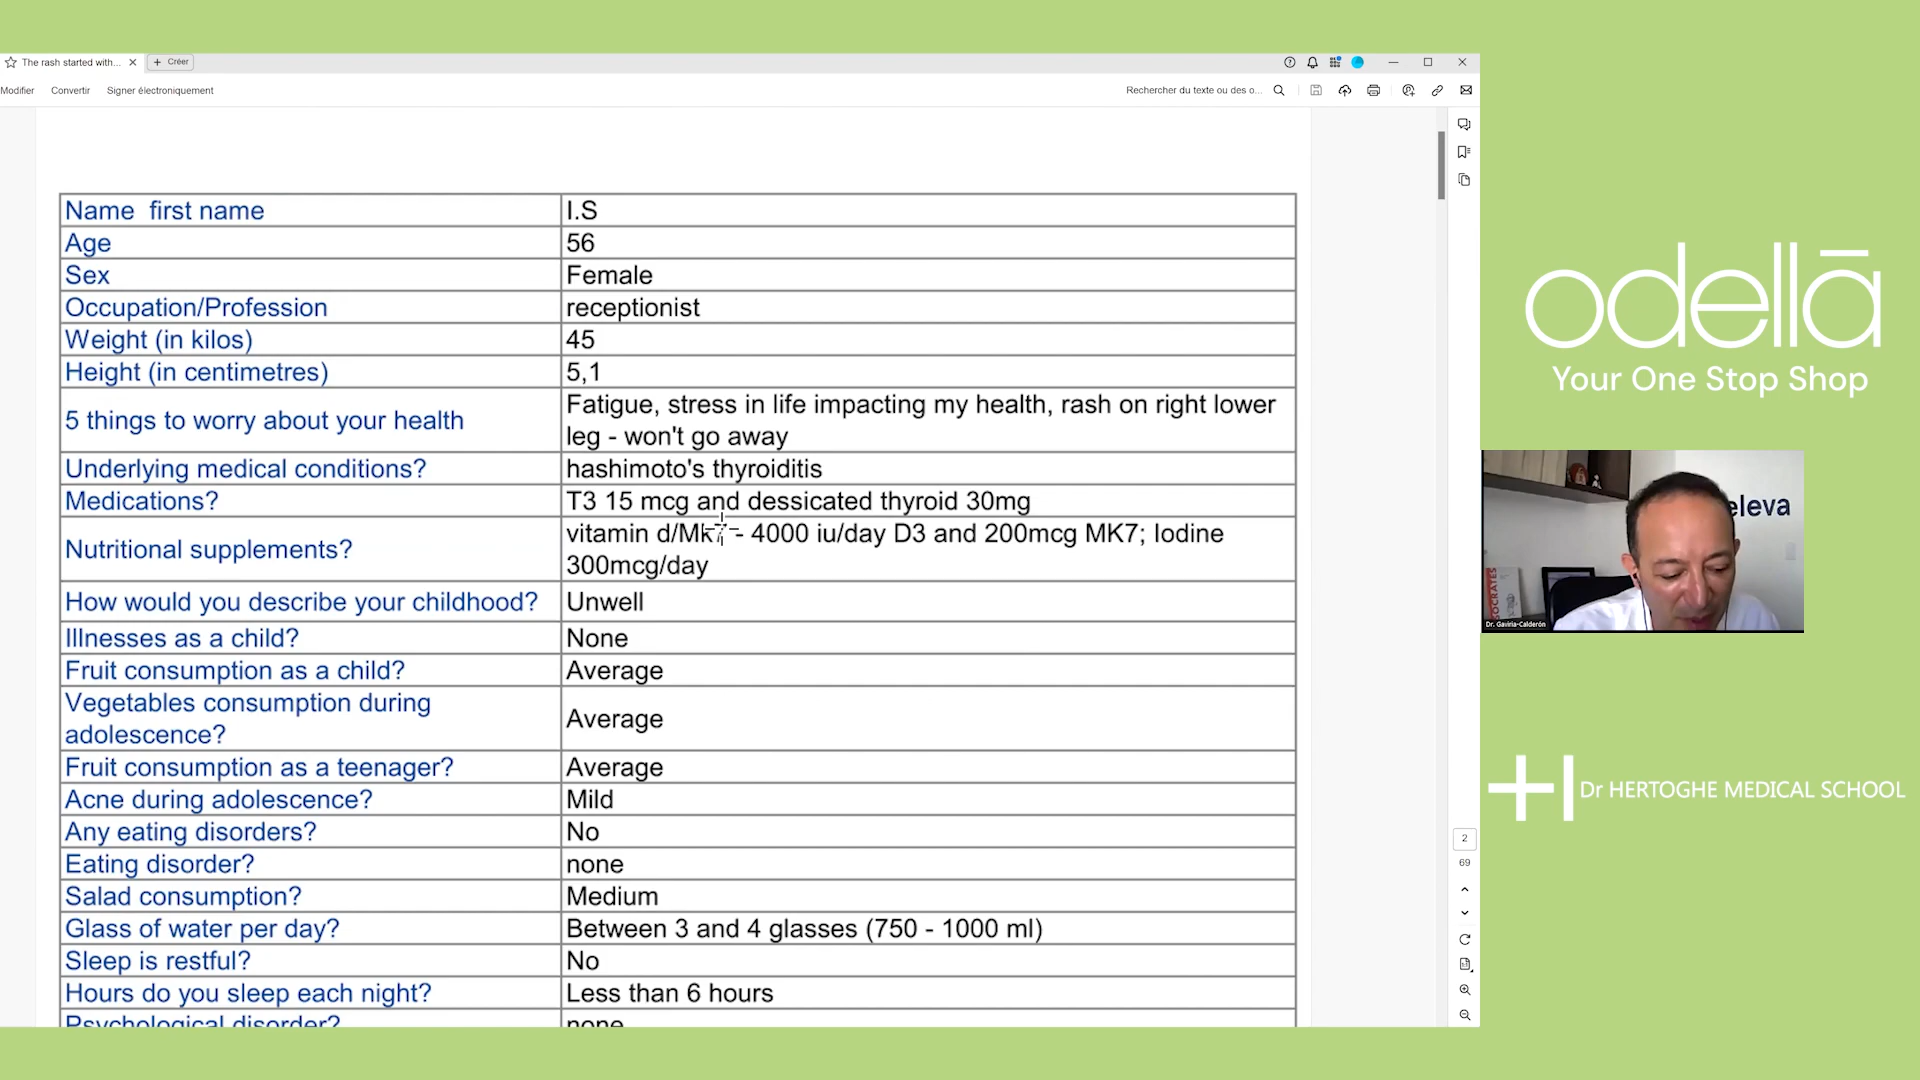 The rash started with...
Créer
Modifier
Convertir
Signer électroniquement
Rechercher du texte ou des o...
Name first name I.S
Age 56
Sex Female
Occupation/Profession receptionist
Weight (in kilos) 45
Height (in centimetres) 5,1
5 things to worry about your health Fatigue, stress in life impacting my health, rash on right lower
leg - won't go away
Underlying medical conditions? hashimoto's thyroiditis
Medications? T3 15 mcg and dessicated thyroid 30mg
Nutritional supplements? vitamin d/Mk7 - 4000 iu/day D3 and 200mcg MK7; Iodine
300mcg/day
How would you describe your childhood? Unwell
Illnesses as a child? None
Fruit consumption as a child? Average
Vegetables consumption during
adolescence? Average
Fruit consumption as a teenager? Average
Acne during adolescence? Mild
Any eating disorders? No
Eating disorder? none
Salad consumption? Medium
Glass of water per day? Between 3 and 4 glasses (750 - 1000 ml)
Sleep is restful? No
Hours do you sleep each night? Less than 6 hours
Psychological disorder? none
2
69
odellā
Your One Stop Shop
eleva
Dr. Gaviria-Calderón
Dr HERTOGHE MEDICAL SCHOOL